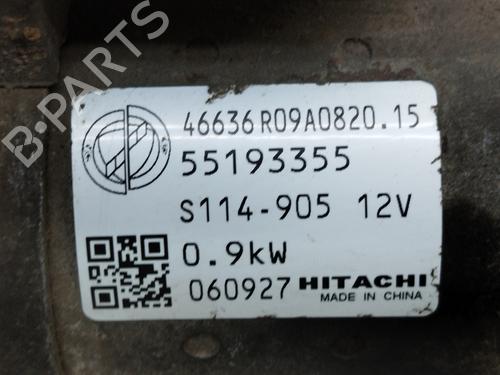 B-PARTS
46636 R09A0820.15
55193355
S114-905 12V
0.9kW
060927 HITACHI
MADE IN CHINA